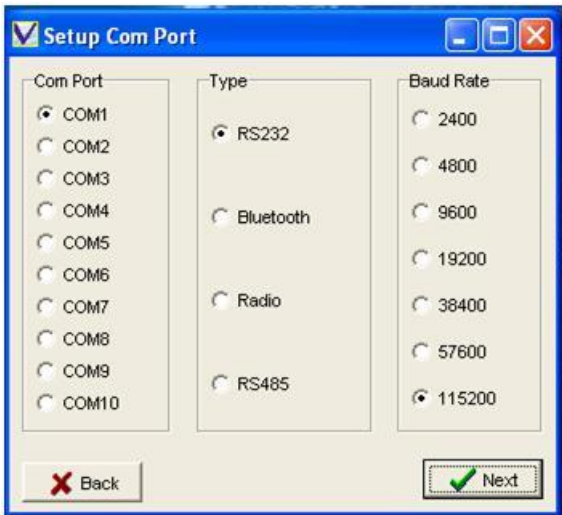 Setup Com Port
Com Port
COM1
COM2
COM3
COM4
COM5
COM6
COM7
COM8
COM9
COM10
Type
RS232
Bluetooth
Radio
RS485
Baud Rate
2400
4800
9600
19200
38400
57600
115200
Back
Next